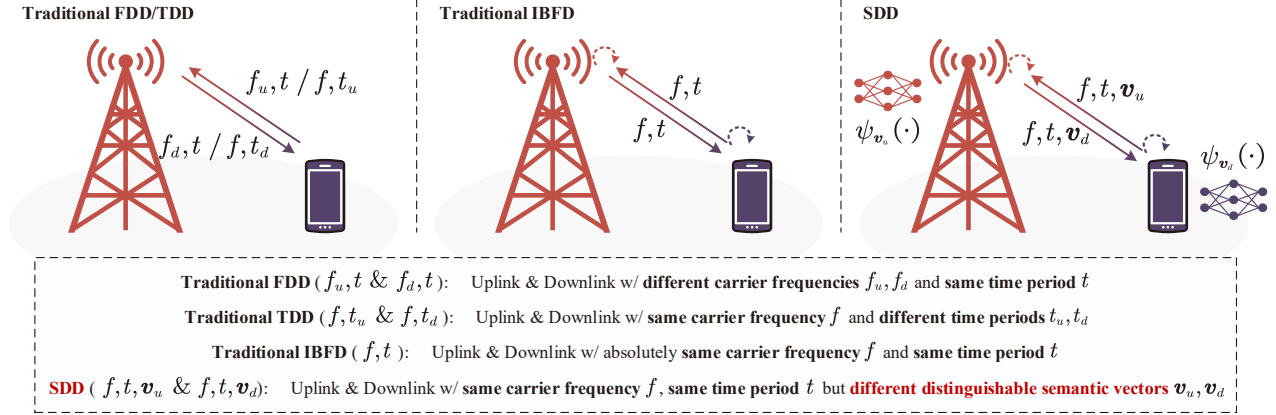 Traditional FDD/TDD
Traditional IBFD
SDD
f_u, t / f, t_u
f_d, t / f, t_d
f, t
f, t
f, t, v_u
f, t, v_d
ψ_{v_u}(·)
ψ_{v_d}(·)
Traditional FDD ( f_u, t & f_d, t): Uplink & Downlink w/ different carrier frequencies f_u, f_d and same time period t
Traditional TDD ( f, t_u & f, t_d ): Uplink & Downlink w/ same carrier frequency f and different time periods t_u, t_d
Traditional IBFD ( f, t ): Uplink & Downlink w/ absolutely same carrier frequency f and same time period t
SDD ( f, t, v_u & f, t, v_d): Uplink & Downlink w/ same carrier frequency f, same time period t but different distinguishable semantic vectors v_u, v_d